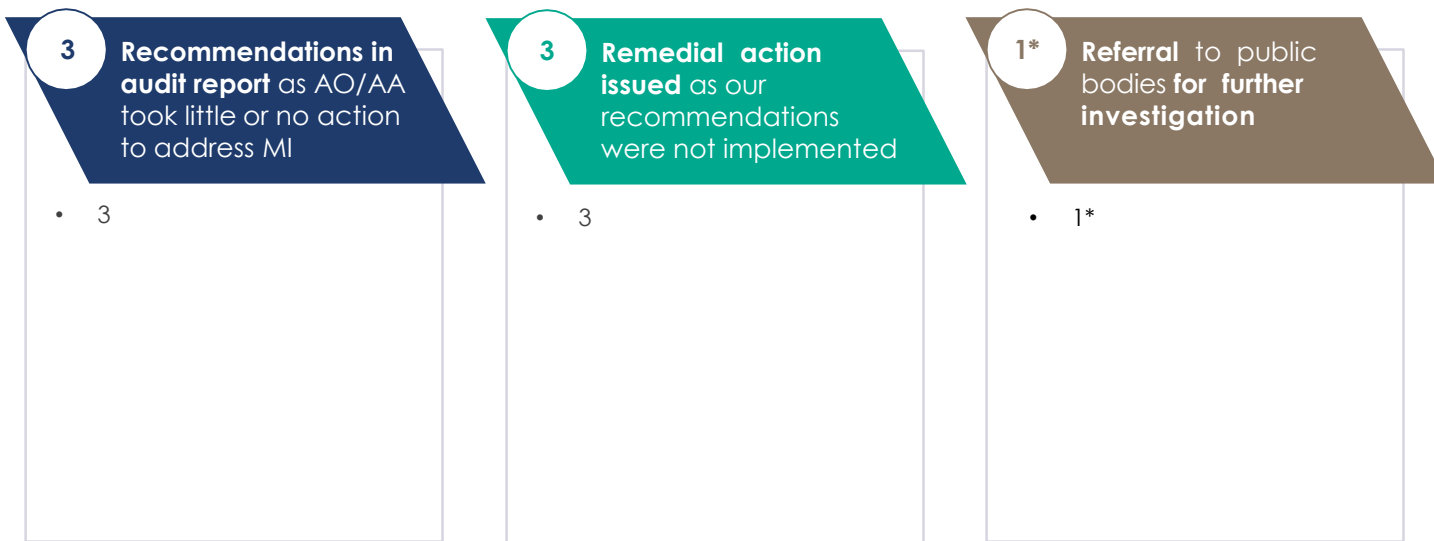 3
Recommendations in
audit report as AO/AA
took little or no action
to address MI
• 3
3
Remedial action
issued as our
recommendations
were not implemented
• 3
1*
Referral to public
bodies for further
investigation
• 1*